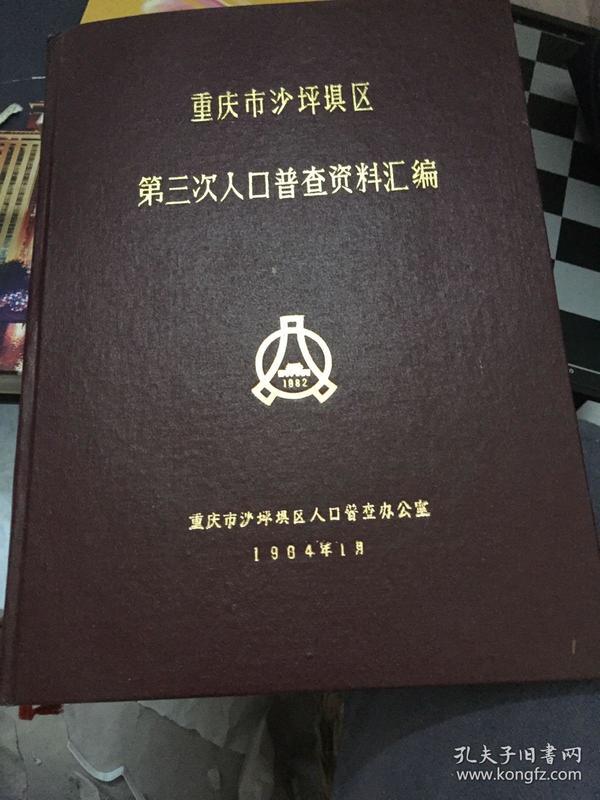 重庆市沙坪埧区
第三次人口普查资料汇编
1982
重庆市沙坪埧区人口普查办公室
1984年1月
孔夫子旧书网
www.kongfz.com